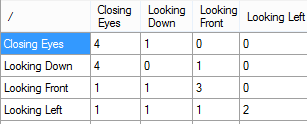 / Closing Eyes Looking Down Looking Front Looking Left
Closing Eyes 4 1 0 0
Looking Down 4 0 1 0
Looking Front 1 1 3 0
Looking Left 1 1 1 2